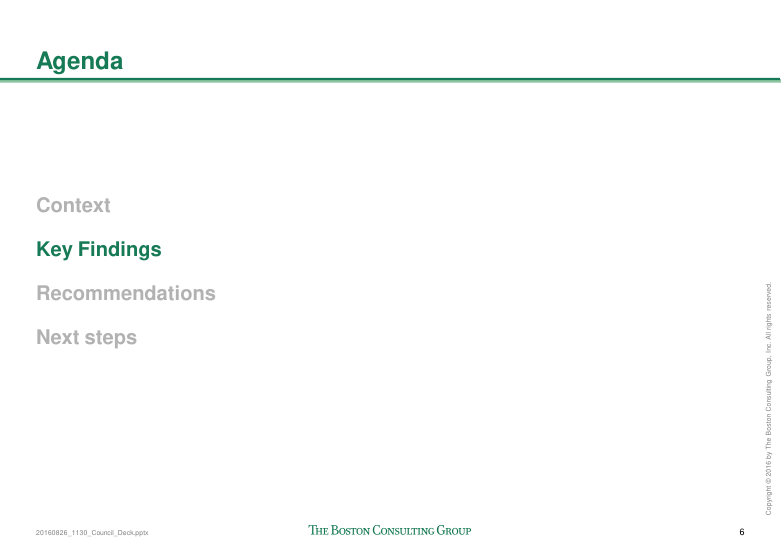 Agenda
Context
Key Findings
Recommendations
Next steps
Copyright © 2016 by The Boston Consulting Group, Inc. All rights reserved.
20160826_1130_Council_Deck.pptx
THE BOSTON CONSULTING GROUP
6